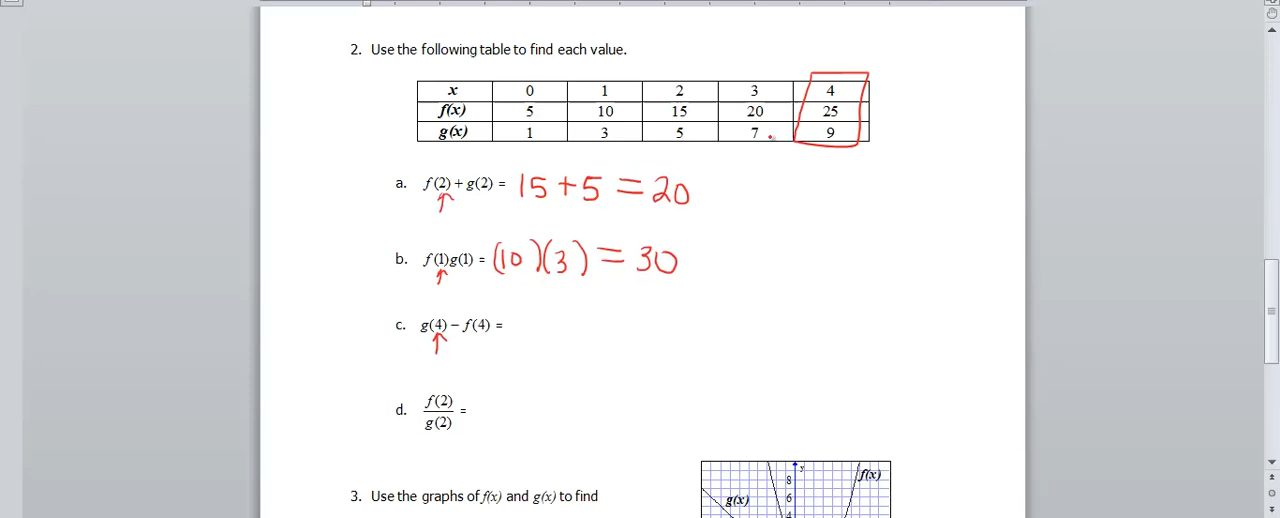 2. Use the following table to find each value.
x 0 1 2 3 4
f(x) 5 10 15 20 25
g(x) 1 3 5 7 9
a. f(2) + g(2) = 15 + 5 = 20
b. f(1)g(1) = (10)(3) = 30
c. g(4) − f(4) =
d. f(2)
g(2) =
3. Use the graphs of f(x) and g(x) to find
y
f(x)
8
g(x)
6
4